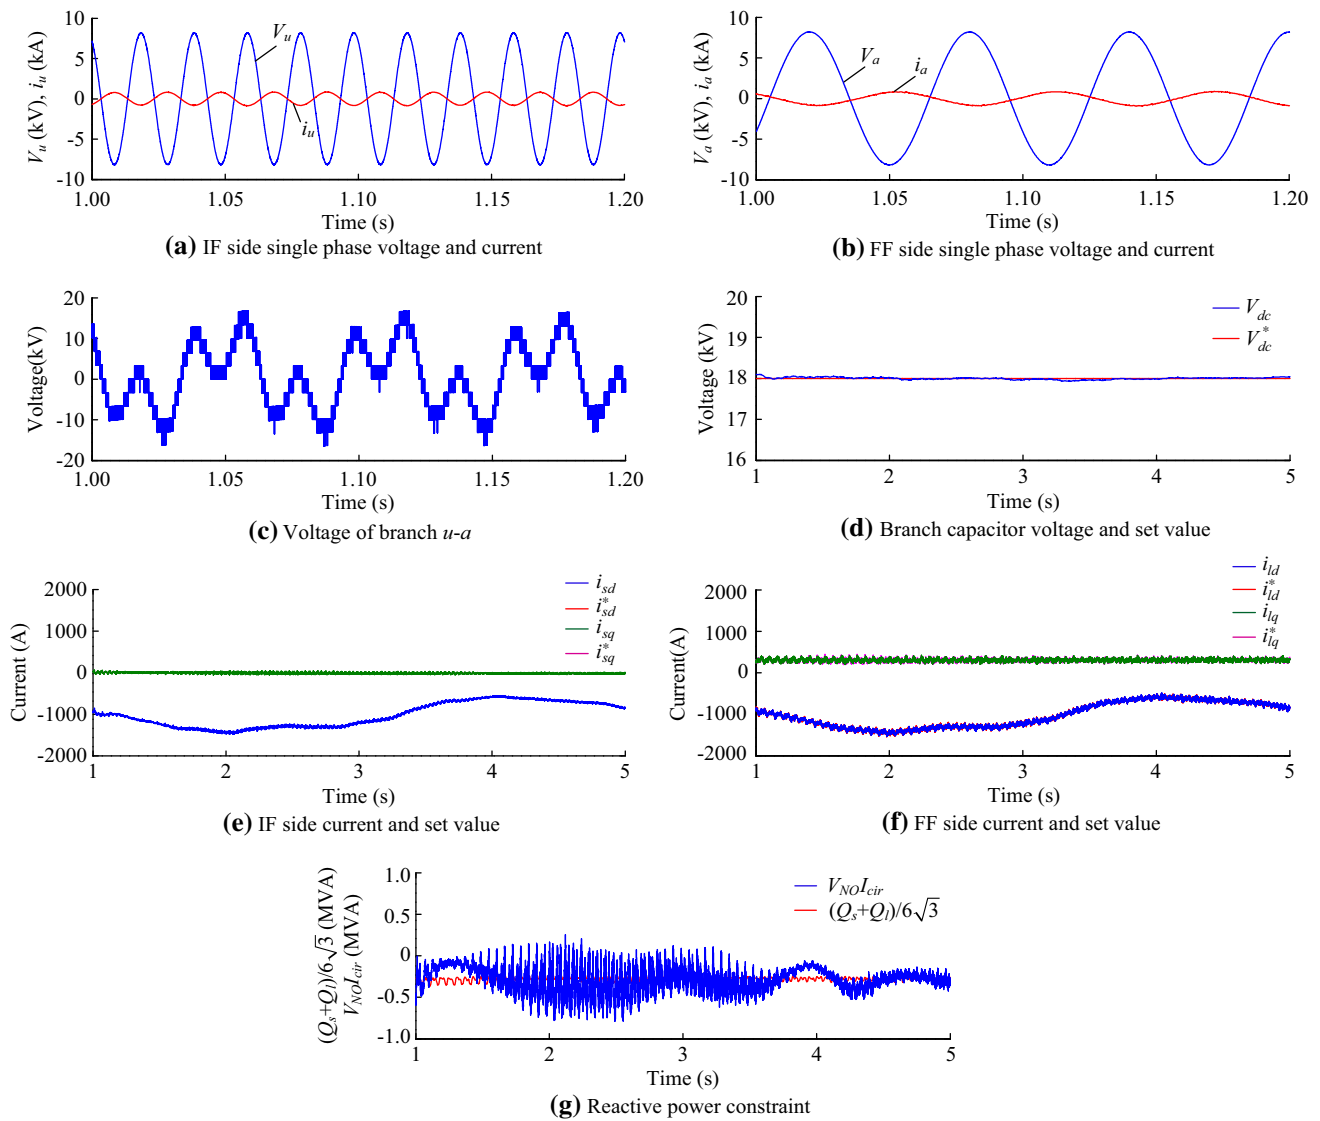 V_u (kV), i_u (kA)
10
5
0
-5
-10
V_u
i_u
1.00
1.05
1.10
1.15
1.20
Time (s)
(a) IF side single phase voltage and current
V_a (kV), i_a (kA)
10
5
0
-5
-10
V_a
i_a
1.00
1.05
1.10
1.15
1.20
Time (s)
(b) FF side single phase voltage and current
Voltage(kV)
20
10
0
-10
-20
1.00
1.05
1.10
1.15
1.20
Time (s)
(c) Voltage of branch u-a
Voltage (kV)
20
19
18
17
16
V_dc
V_dc^*
1
2
3
4
5
Time (s)
(d) Branch capacitor voltage and set value
Current (A)
2000
1000
0
-1000
-2000
i_sd
i_sd^*
i_sq
i_sq^*
1
2
3
4
5
Time (s)
(e) IF side current and set value
Current(A)
2000
1000
0
-1000
2000
i_ld
i_ld^*
i_lq
i_lq^*
1
2
3
4
5
Time (s)
(f) FF side current and set value
(Q_s+Q_l)/6√3 (MVA)
V_NO I_cir (MVA)
1.0
0.5
0
-0.5
-1.0
V_NO I_cir
(Q_s+Q_l)/6√3
1
2
3
4
5
Time (s)
(g) Reactive power constraint